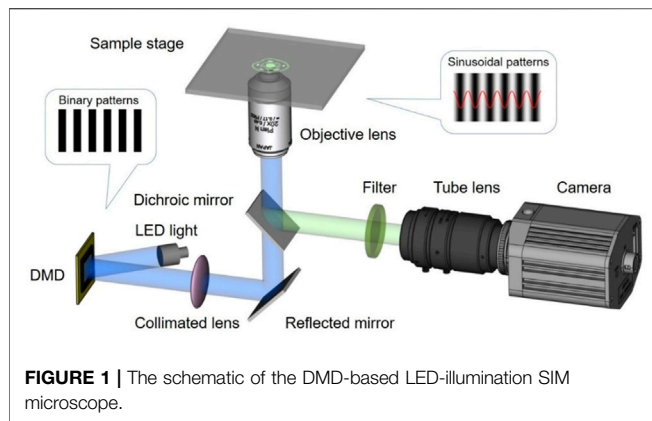 Sample stage
Sinusoidal patterns
Binary patterns
Objective lens
Dichroic mirror
Filter
Tube lens
Camera
LED light
DMD
Collimated lens
Reflected mirror
FIGURE 1 | The schematic of the DMD-based LED-illumination SIM
microscope.